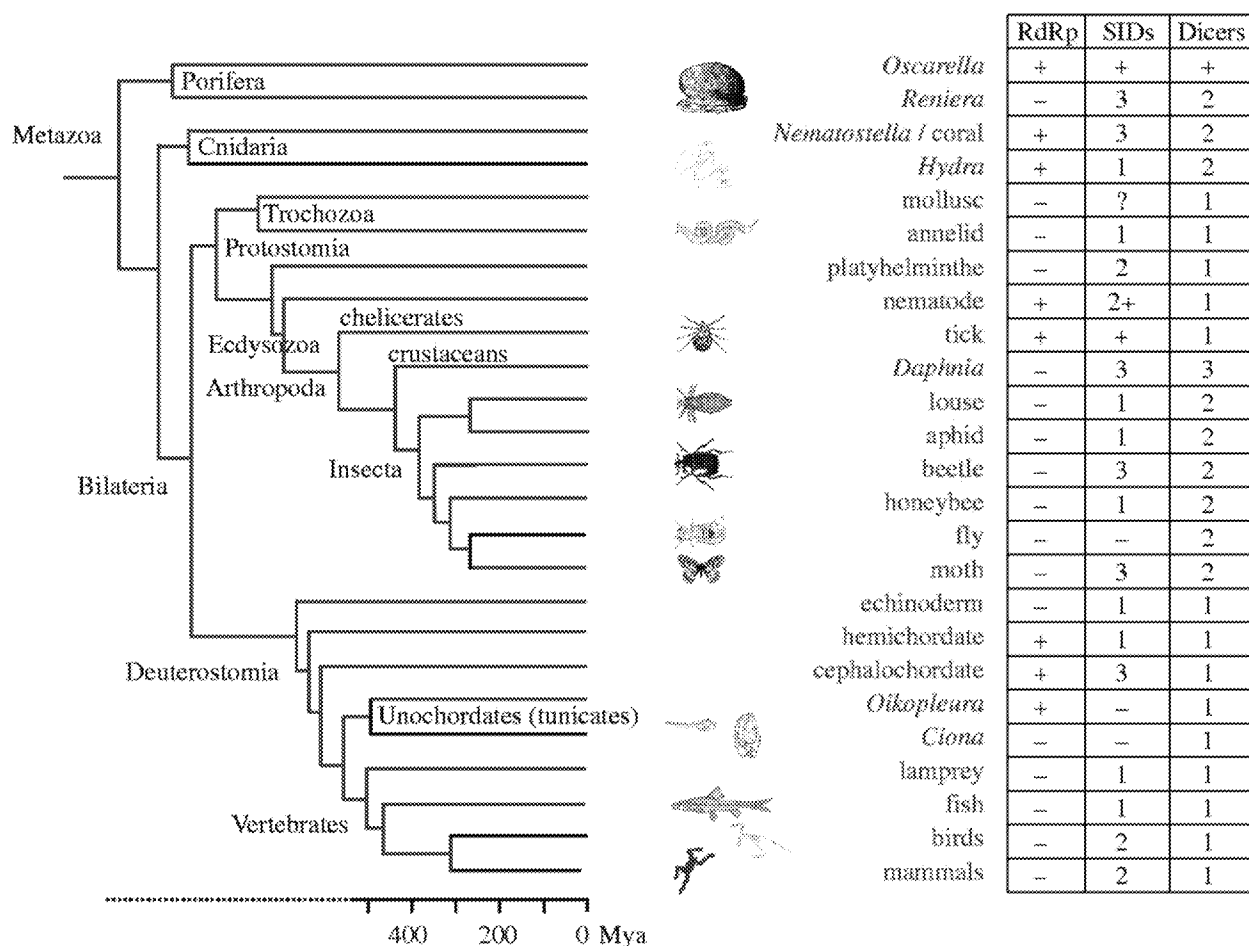 RdRp SIDs Dicers
Oscarella + + +
Porifera
Reniera – 3 2
Metazoa
Nematostella / coral + 3 2
Cnidaria
Hydra + 1 2
mollusc – ? 1
Trochozoa
annelid – 1 1
Protostomia
platyhelminthe – 2 1
nematode + 2+ 1
chelicerates
tick + + 1
Ecdysozoa
crustaceans
Daphnia – 3 3
Arthropoda
louse – 1 2
aphid – 1 2
Insecta
beetle – 3 2
Bilateria
honeybee – 1 2
fly – – 2
moth – 3 2
echinoderm – 1 1
hemichordate + 1 1
Deuterostomia
cephalochordate + 3 1
Oikopleura + – 1
Unochordates (tunicates)
Ciona – – 1
lamprey – 1 1
fish – 1 1
Vertebrates
birds – 2 1
mammals – 2 1
400 200 0 Mya